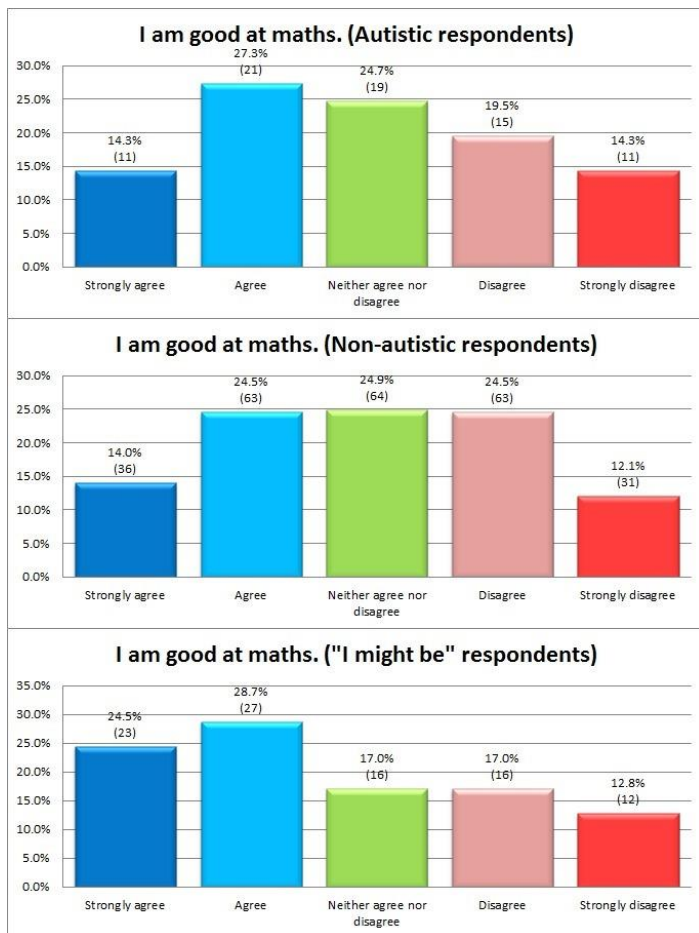 I am good at maths. (Autistic respondents)
30.0%
25.0%
20.0%
15.0%
10.0%
5.0%
0.0%
14.3%
(11)
27.3%
(21)
24.7%
(19)
19.5%
(15)
14.3%
(11)
Strongly agree
Agree
Neither agree nor
disagree
Disagree
Strongly disagree
I am good at maths. (Non-autistic respondents)
30.0%
25.0%
20.0%
15.0%
10.0%
5.0%
0.0%
14.0%
(36)
24.5%
(63)
24.9%
(64)
24.5%
(63)
12.1%
(31)
Strongly agree
Agree
Neither agree nor
disagree
Disagree
Strongly disagree
I am good at maths. ("I might be" respondents)
35.0%
30.0%
25.0%
20.0%
15.0%
10.0%
5.0%
0.0%
24.5%
(23)
28.7%
(27)
17.0%
(16)
17.0%
(16)
12.8%
(12)
Strongly agree
Agree
Neither agree nor
disagree
Disagree
Strongly disagree